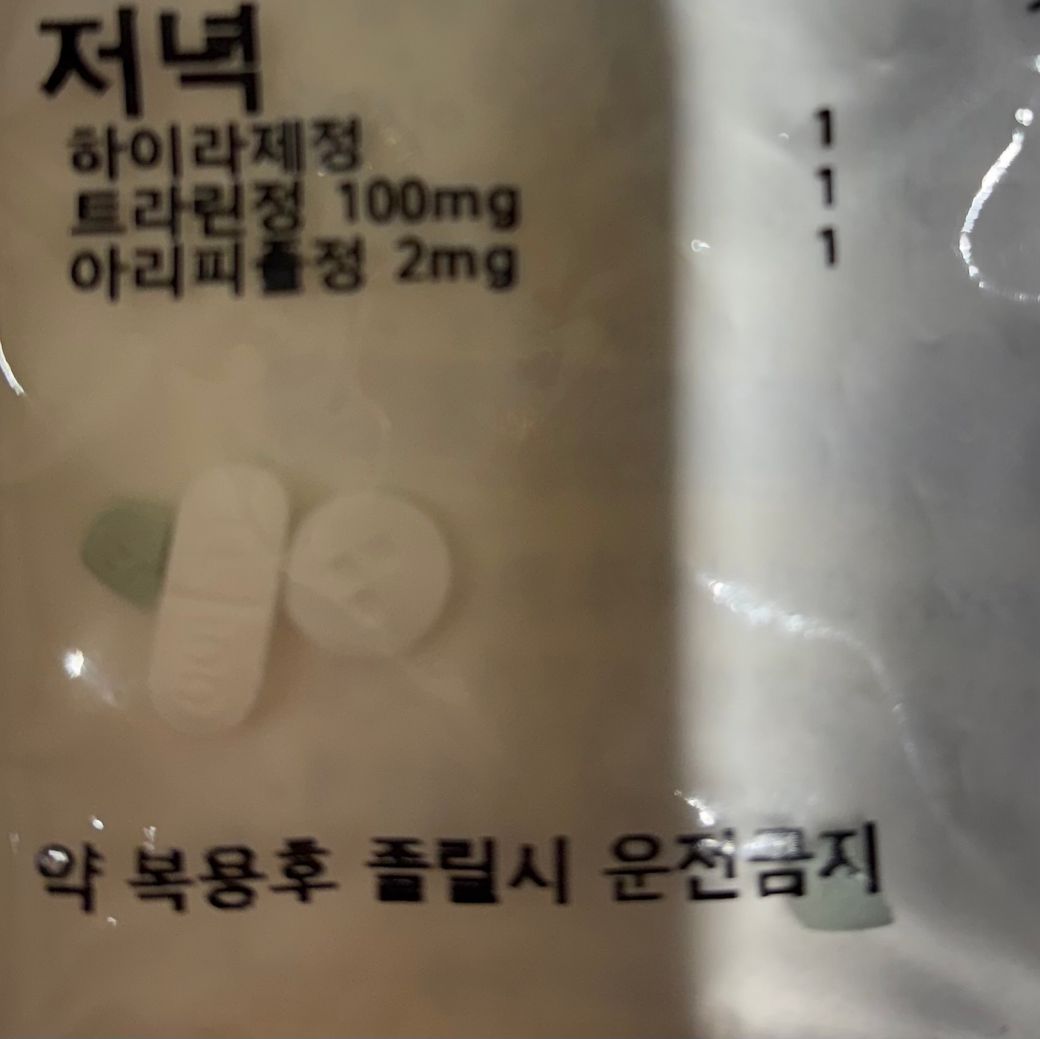 저녁
하이라제정 1
트라린정 100mg 1
아리피졸정 2mg 1
약 복용후 졸릴시 운전금지